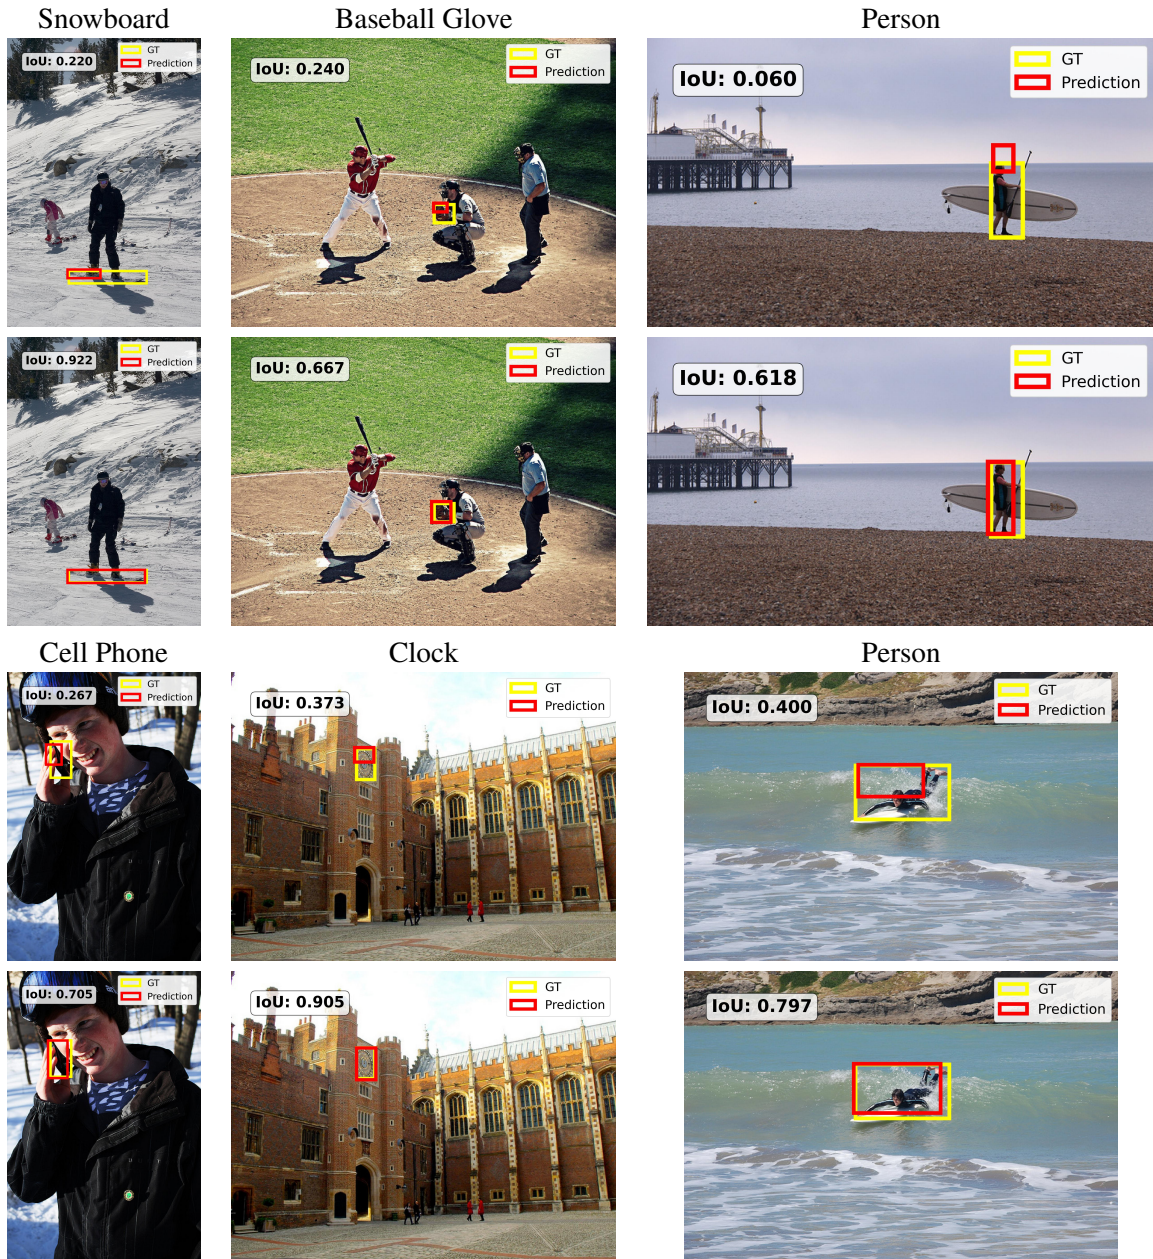 Snowboard
Baseball Glove
Person
IoU: 0.220
GT
Prediction
IoU: 0.240
GT
Prediction
IoU: 0.060
GT
Prediction
IoU: 0.922
GT
Prediction
IoU: 0.667
GT
Prediction
IoU: 0.618
GT
Prediction
Cell Phone
Clock
Person
IoU: 0.267
GT
Prediction
IoU: 0.373
GT
Prediction
IoU: 0.400
GT
Prediction
IoU: 0.705
GT
Prediction
IoU: 0.905
GT
Prediction
IoU: 0.797
GT
Prediction